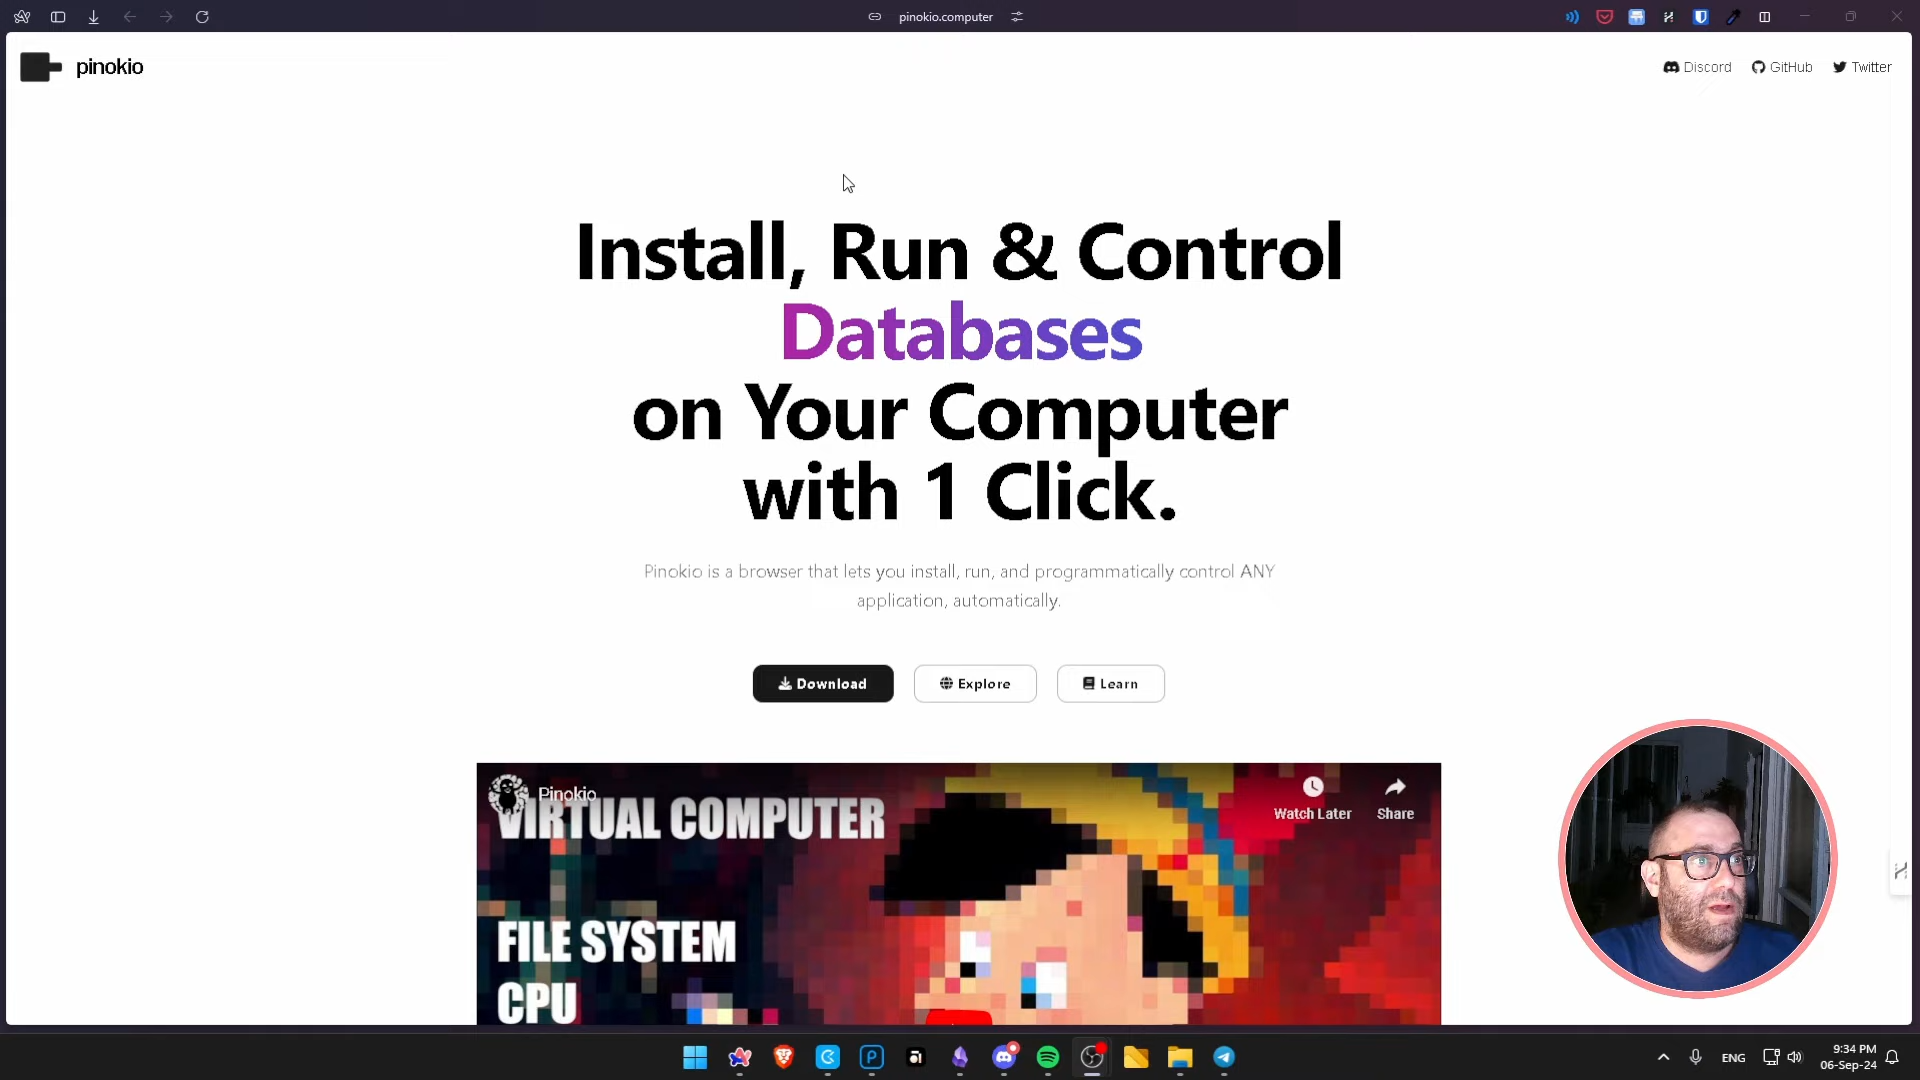 pinokio.computer
pinokio
Discord
GitHub
Twitter
Install, Run & Control
Databases
on Your Computer
with 1 Click.
Pinokio is a browser that lets you install, run, and programmatically control ANY
application, automatically.
Download
Explore
Learn
Pinokio
Watch Later
Share
VIRTUAL COMPUTER
FILE SYSTEM
CPU
ENG
9:34 PM
06-Sep-24